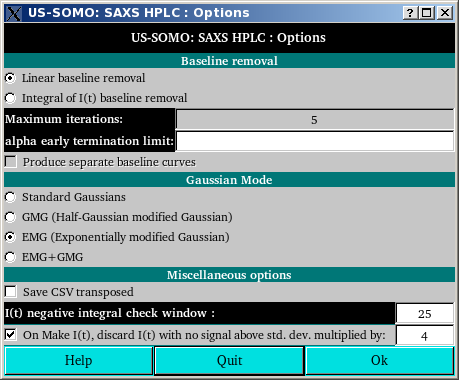 US-SOMO: SAXS HPLC : Options
US-SOMO: SAXS HPLC : Options
Baseline removal
Linear baseline removal
Integral of I(t) baseline removal
Maximum iterations: 5
alpha early termination limit:
Produce separate baseline curves
Gaussian Mode
Standard Gaussians
GMG (Half-Gaussian modified Gaussian)
EMG (Exponentially modified Gaussian)
EMG+GMG
Miscellaneous options
Save CSV transposed
I(t) negative integral check window : 25
On Make I(t), discard I(t) with no signal above std. dev. multiplied by: 4
Help Quit Ok